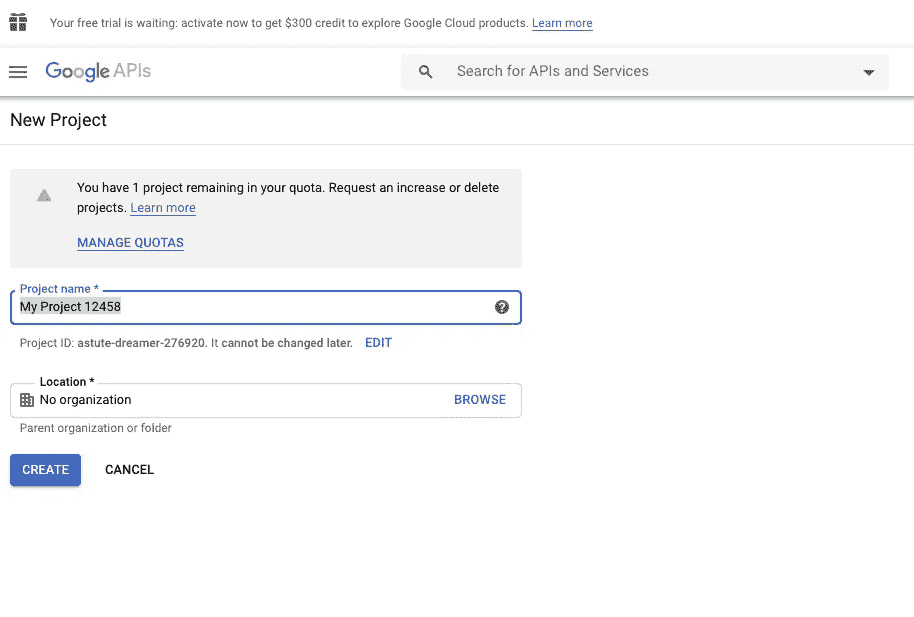 Your free trial is waiting: activate now to get $300 credit to explore Google Cloud products. Learn more
Google APIs
Search for APIs and Services
New Project
You have 1 project remaining in your quota. Request an increase or delete
projects. Learn more
MANAGE QUOTAS
Project name *
My Project 12458
Project ID: astute-dreamer-276920. It cannot be changed later. EDIT
Location *
No organization
BROWSE
Parent organization or folder
CREATE
CANCEL